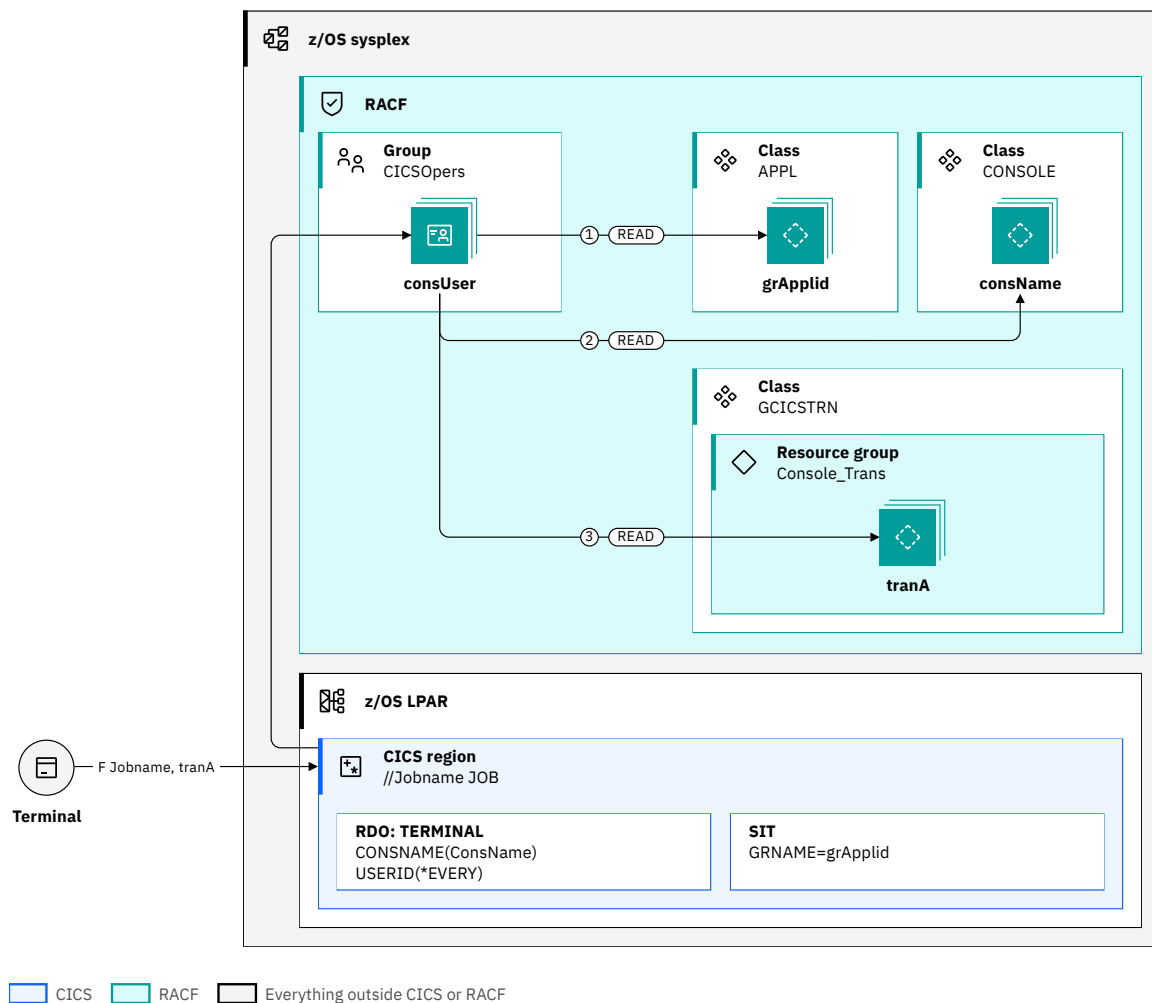 z/OS sysplex
RACF
Group
CICSOpers
Class
APPL
Class
CONSOLE
1 READ
consUser
grApplid
consName
2 READ
Class
GCICSTRN
Resource group
Console_Trans
3 READ
tranA
z/OS LPAR
CICS region
//Jobname JOB
F Jobname, tranA
Terminal
RDO: TERMINAL
CONSNAME(ConsName)
USERID(*EVERY)
SIT
GRNAME=grApplid
CICS
RACF
Everything outside CICS or RACF